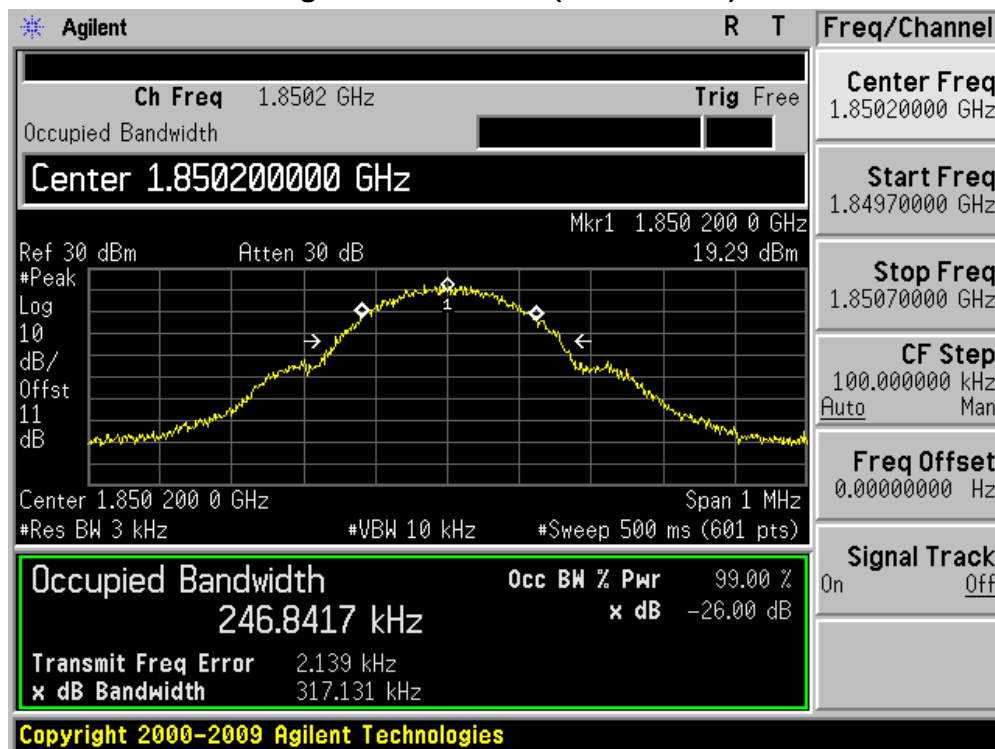 Agilent R T
Ch Freq 1.8502 GHz Trig Free
Occupied Bandwidth
Center 1.850200000 GHz
Mkr1 1.850 200 0 GHz
Ref 30 dBm Atten 30 dB 19.29 dBm
#Peak
Log
10
dB/
Offst
11
dB
1
Center 1.850 200 0 GHz Span 1 MHz
#Res BW 3 kHz #VBW 10 kHz #Sweep 500 ms (601 pts)
Occupied Bandwidth
246.8417 kHz
Occ BW % Pwr 99.00 %
x dB -26.00 dB
Transmit Freq Error 2.139 kHz
x dB Bandwidth 317.131 kHz
Copyright 2000-2009 Agilent Technologies
Freq/Channel
Center Freq
1.85020000 GHz
Start Freq
1.84970000 GHz
Stop Freq
1.85070000 GHz
CF Step
100.000000 kHz
Auto Man
Freq Offset
0.00000000 Hz
Signal Track
On Off